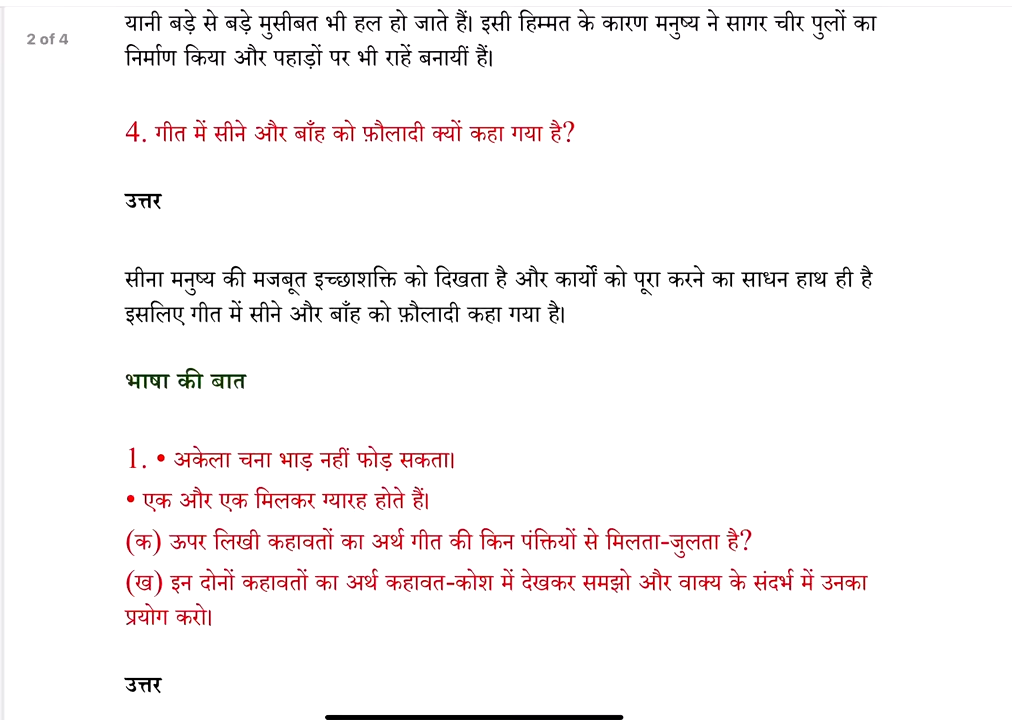 2 of 4
यानी बड़े से बड़े मुसीबत भी हल हो जाते हैं। इसी हिम्मत के कारण मनुष्य ने सागर चीर पुलों का
निर्माण किया और पहाड़ों पर भी राहें बनायीं हैं।
4. गीत में सीने और बाँह को फ़ौलादी क्यों कहा गया है?
उत्तर
सीना मनुष्य की मजबूत इच्छाशक्ति को दिखता है और कार्यों को पूरा करने का साधन हाथ ही है
इसलिए गीत में सीने और बाँह को फ़ौलादी कहा गया है।
भाषा की बात
1. • अकेला चना भाड़ नहीं फोड़ सकता।
• एक और एक मिलकर ग्यारह होते हैं।
(क) ऊपर लिखी कहावतों का अर्थ गीत की किन पंक्तियों से मिलता-जुलता है?
(ख) इन दोनों कहावतों का अर्थ कहावत-कोश में देखकर समझो और वाक्य के संदर्भ में उनका
प्रयोग करो।
उत्तर